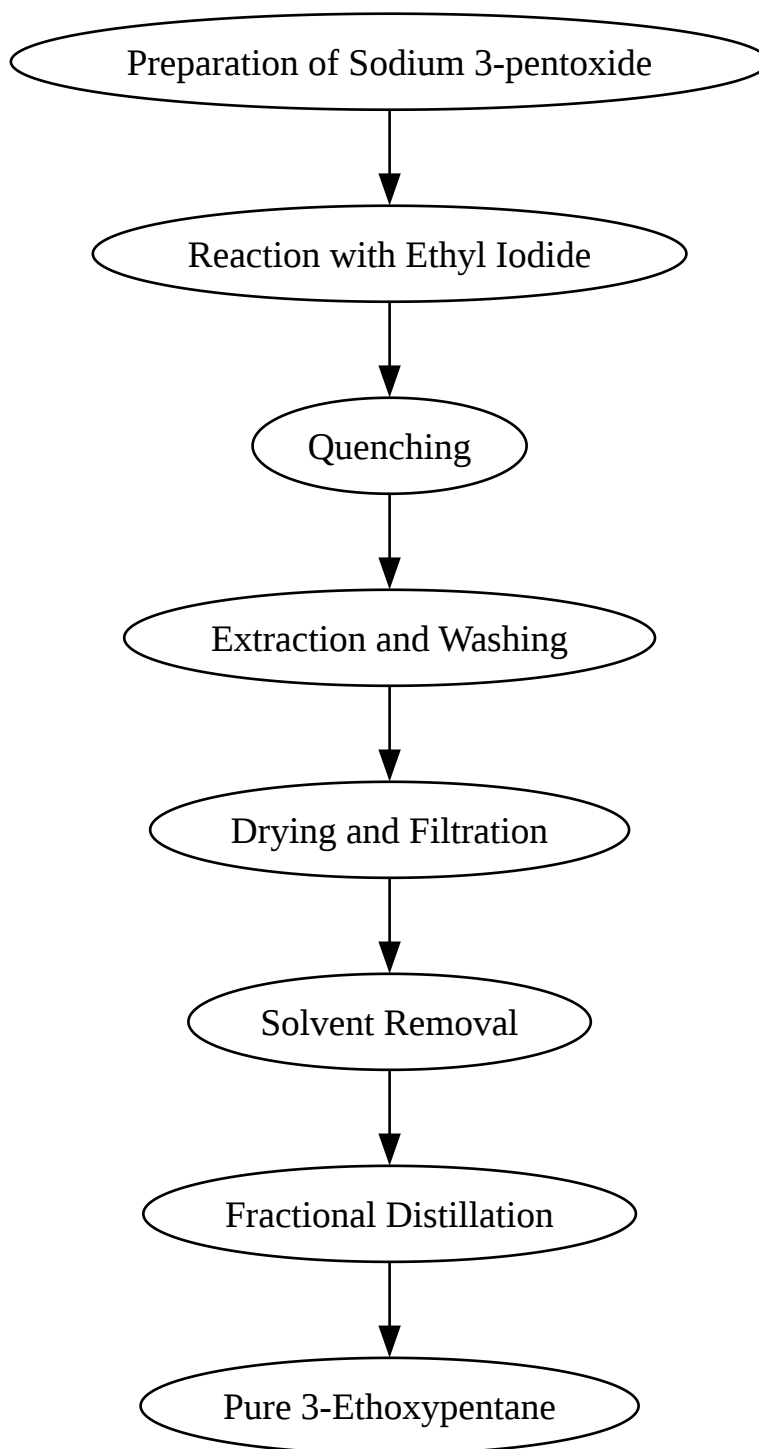 Preparation of Sodium 3-pentoxide
Reaction with Ethyl Iodide
Quenching
Extraction and Washing
Drying and Filtration
Solvent Removal
Fractional Distillation
Pure 3-Ethoxypentane